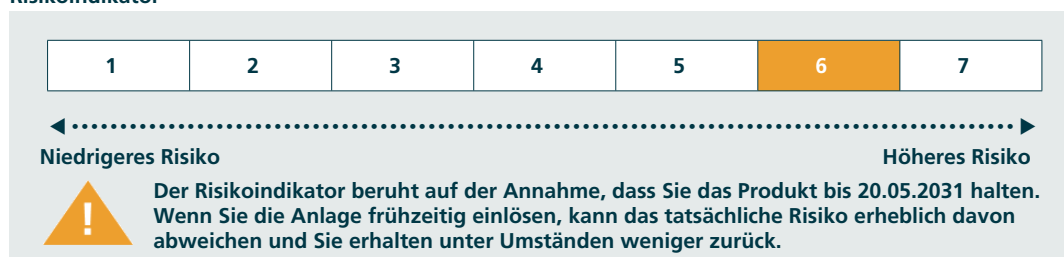 Risikoindikator
1 2 3 4 5 6 7
Niedrigeres Risiko Höheres Risiko
! Der Risikoindikator beruht auf der Annahme, dass Sie das Produkt bis 20.05.2031 halten.
Wenn Sie die Anlage frühzeitig einlösen, kann das tatsächliche Risiko erheblich davon
abweichen und Sie erhalten unter Umständen weniger zurück.